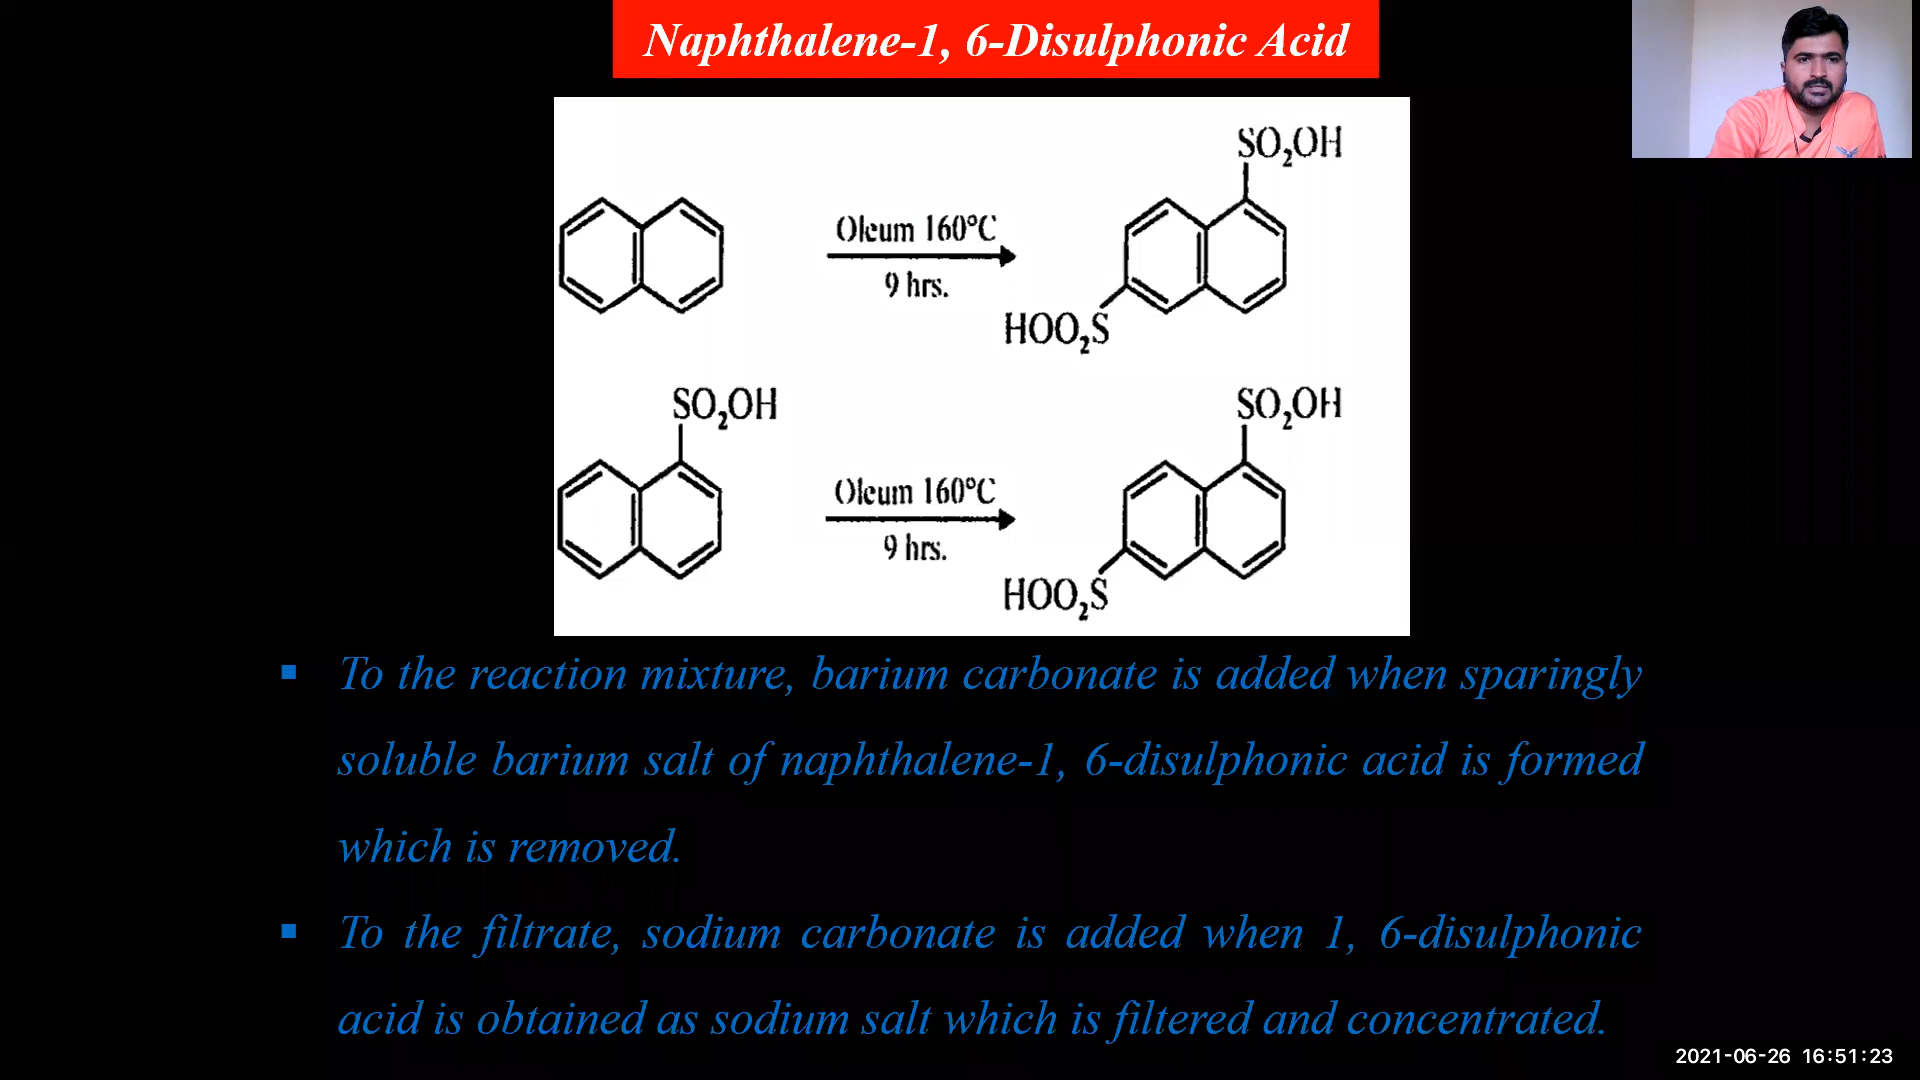 Naphthalene-1, 6-Disulphonic Acid
SO2OH
Oleum 160°C
9 hrs.
HOO2S
SO2OH
SO2OH
Oleum 160°C
9 hrs.
HOO2S
▪ To the reaction mixture, barium carbonate is added when sparingly
soluble barium salt of naphthalene-1, 6-disulphonic acid is formed
which is removed.
▪ To the filtrate, sodium carbonate is added when 1, 6-disulphonic
acid is obtained as sodium salt which is filtered and concentrated.
2021-06-26 16:51:23